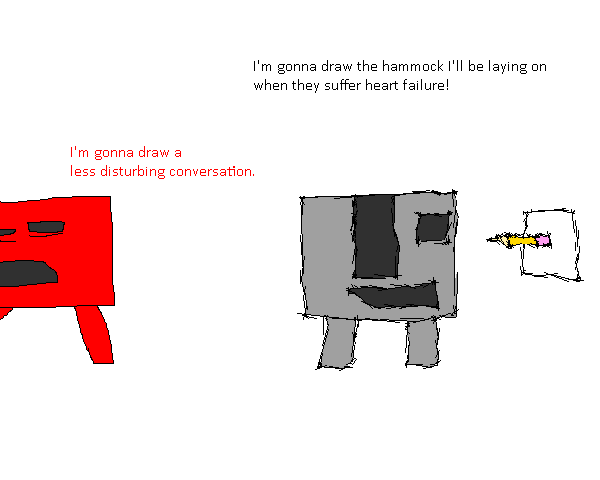 I'm gonna draw the hammock I'll be laying on
when they suffer heart failure!
I'm gonna draw a
less disturbing conversation.